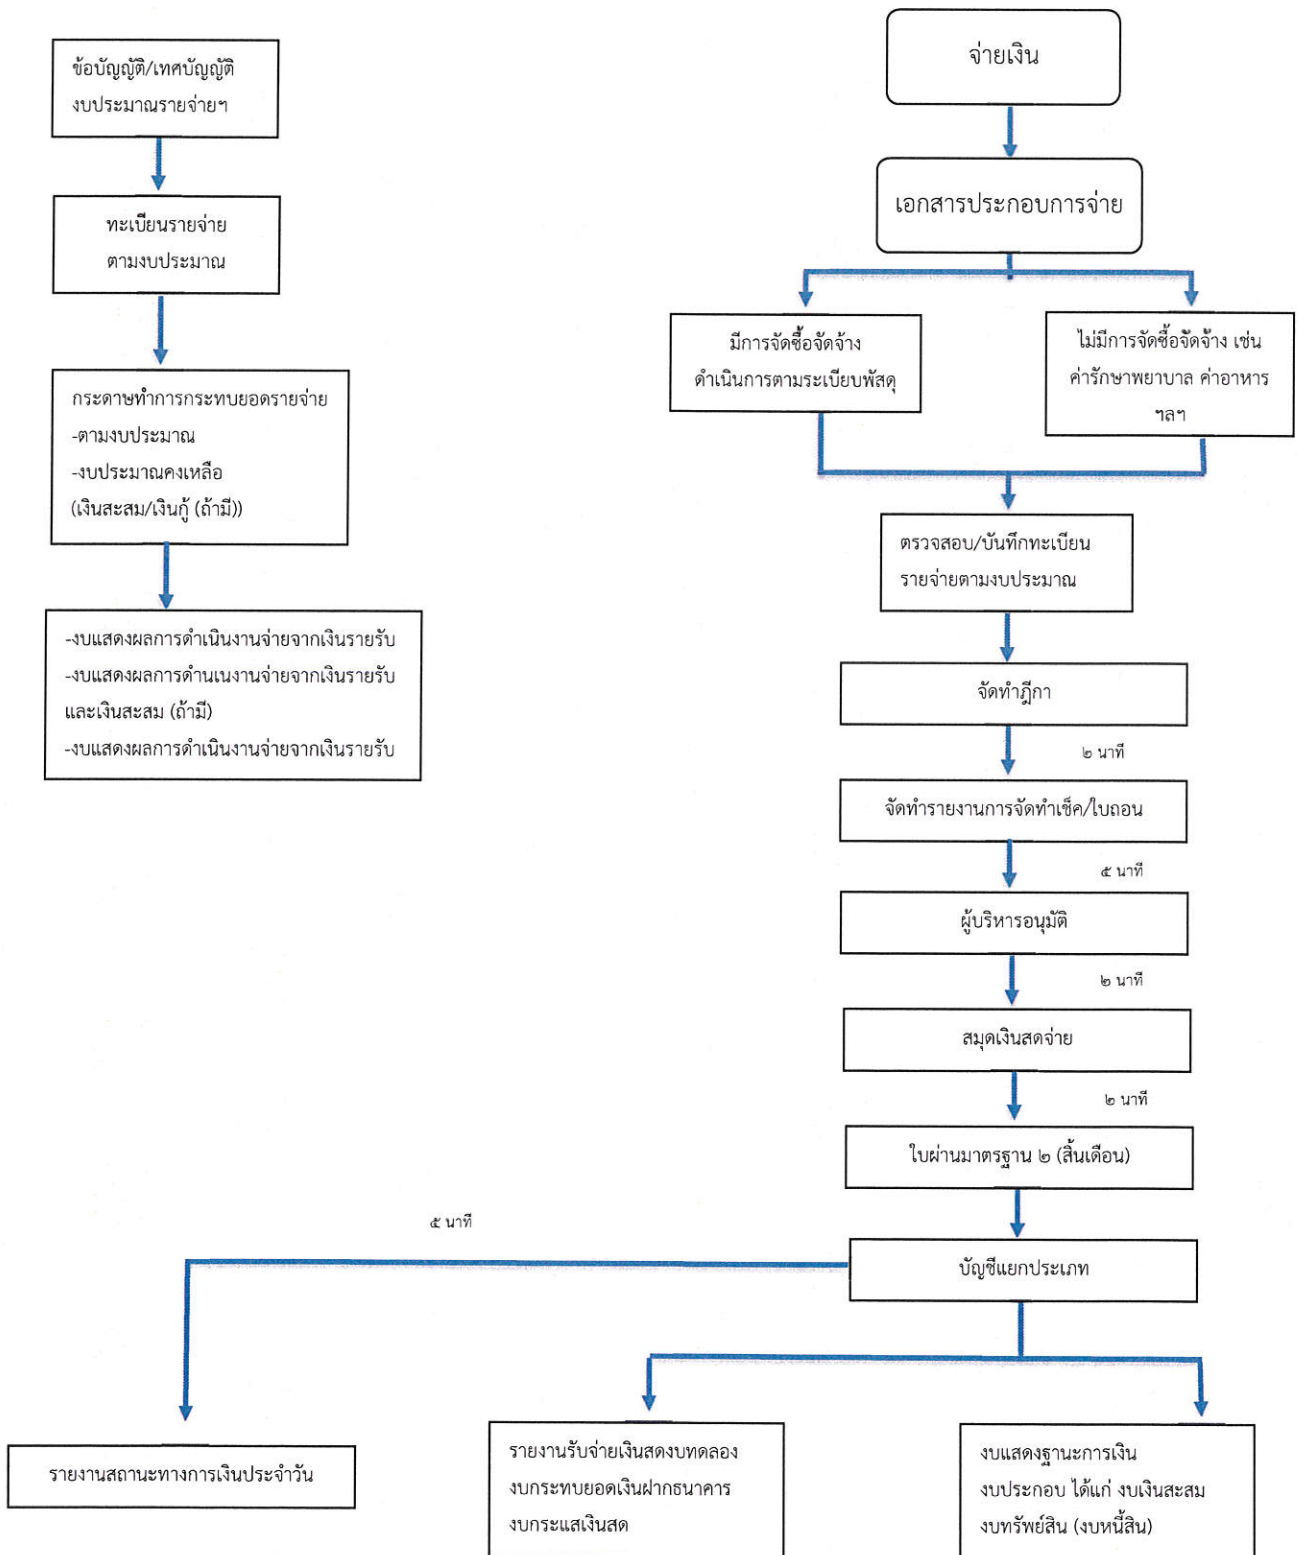 ข้อบัญญัติ/เทศบัญญัติ
งบประมาณรายจ่ายฯ
ทะเบียนรายจ่าย
ตามงบประมาณ
กระดาษทำการกระทบยอดรายจ่าย
-ตามงบประมาณ
-งบประมาณคงเหลือ
(เงินสะสม/เงินกู้ (ถ้ามี))
-งบแสดงผลการดำเนินงานจ่ายจากเงินรายรับ
-งบแสดงผลการด้านเนงานจ่ายจากเงินรายรับ
และเงินสะสม (ถ้ามี)
-งบแสดงผลการดำเนินงานจ่ายจากเงินรายรับ
จ่ายเงิน
เอกสารประกอบการจ่าย
มีการจัดซื้อจัดจ้าง
ดำเนินการตามระเบียบพัสดุ
ไม่มีการจัดซื้อจัดจ้าง เช่น
ค่ารักษาพยาบาล ค่าอาหาร
ฯลฯ
ตรวจสอบ/บันทึกทะเบียน
รายจ่ายตามงบประมาณ
จัดทำฎีกา
๒ นาที
จัดทำรายงานการจัดทำเช็ค/ใบถอน
๕ นาที
ผู้บริหารอนุมัติ
๒ นาที
สมุดเงินสดจ่าย
๒ นาที
ใบผ่านมาตรฐาน ๒ (สิ้นเดือน)
๕ นาที
บัญชีแยกประเภท
รายงานสถานะทางการเงินประจำวัน
รายงานรับจ่ายเงินสดงบทดลอง
งบกระทบยอดเงินฝากธนาคาร
งบกระแสเงินสด
งบแสดงฐานะการเงิน
งบประกอบ ได้แก่ งบเงินสะสม
งบทรัพย์สิน (งบหนี้สิน)